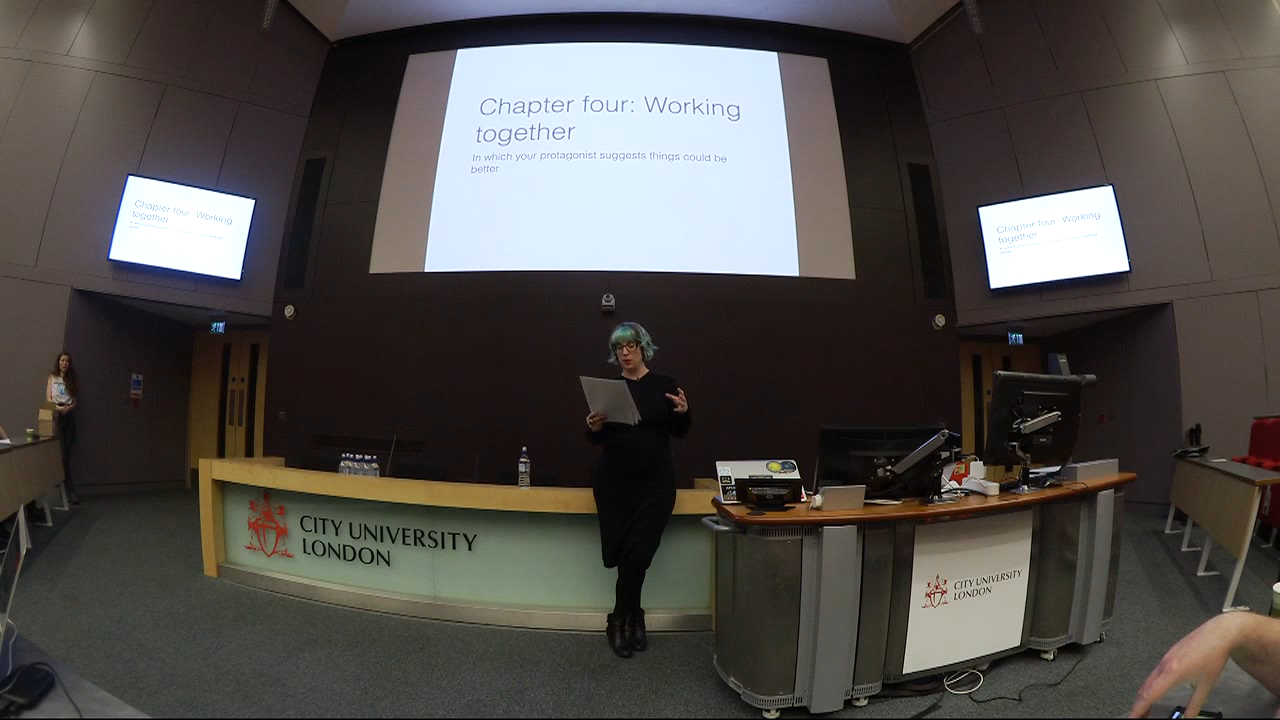 Chapter four: Working
together
In which your protagonist suggests things could be
better
Chapter four: Working
together
Chapter four: Working
together
CITY UNIVERSITY
LONDON
CITY UNIVERSITY
LONDON